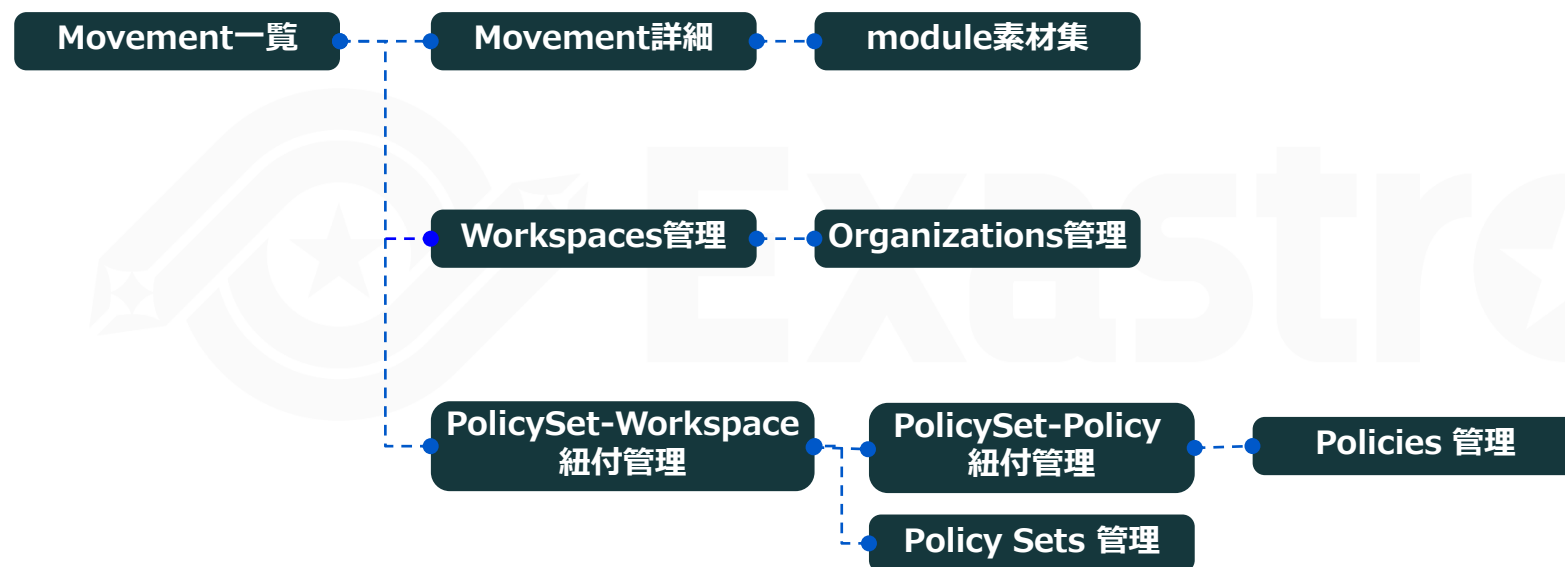 Movement一覧
Movement詳細
module素材集
Workspaces管理
Organizations管理
PolicySet-Workspace
紐付管理
PolicySet-Policy
紐付管理
Policies 管理
Policy Sets 管理
Exastro